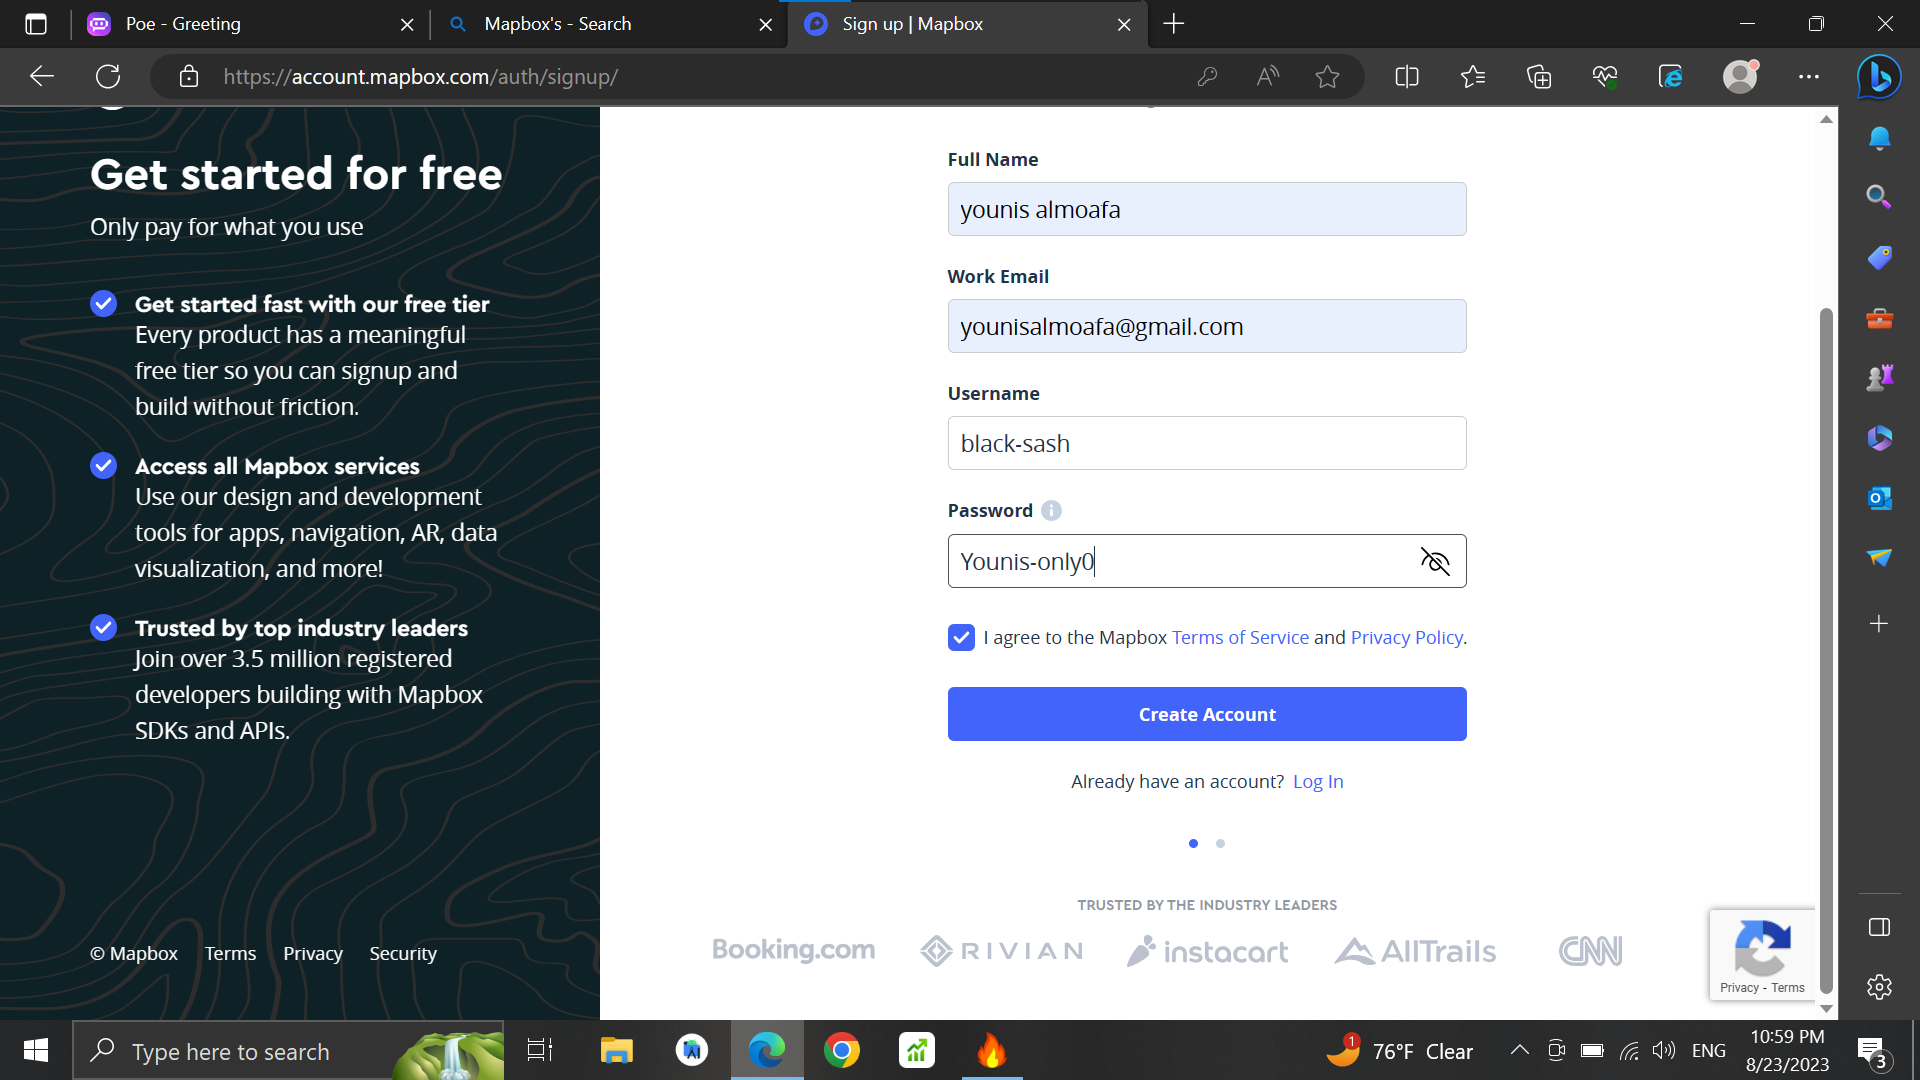 Poe - Greeting
Mapbox's - Search
Sign up | Mapbox
https://account.mapbox.com/auth/signup/
Get started for free
Only pay for what you use
Get started fast with our free tier
Every product has a meaningful
free tier so you can signup and
build without friction.
Access all Mapbox services
Use our design and development
tools for apps, navigation, AR, data
visualization, and more!
Trusted by top industry leaders
Join over 3.5 million registered
developers building with Mapbox
SDKs and APIs.
© Mapbox Terms Privacy Security
Full Name
younis almoafa
Work Email
younisalmoafa@gmail.com
Username
black-sash
Password
Younis-only0
I agree to the Mapbox Terms of Service and Privacy Policy.
Create Account
Already have an account? Log In
TRUSTED BY THE INDUSTRY LEADERS
Booking.com RIVIAN instacart AllTrails CNN
Privacy - Terms
Type here to search
1
76°F Clear
ENG
10:59 PM
8/23/2023
3